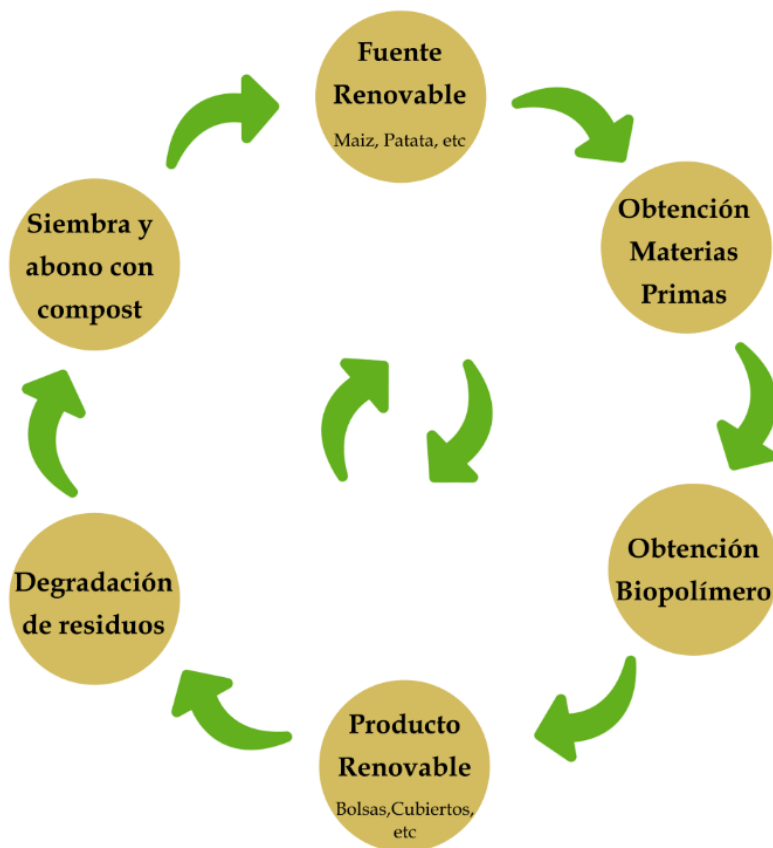 Fuente
Renovable
Maiz, Patata, etc
Obtención
Materias
Primas
Obtención
Biopolímero
Producto
Renovable
Bolsas,Cubiertos,
etc
Degradación
de residuos
Siembra y
abono con
compost